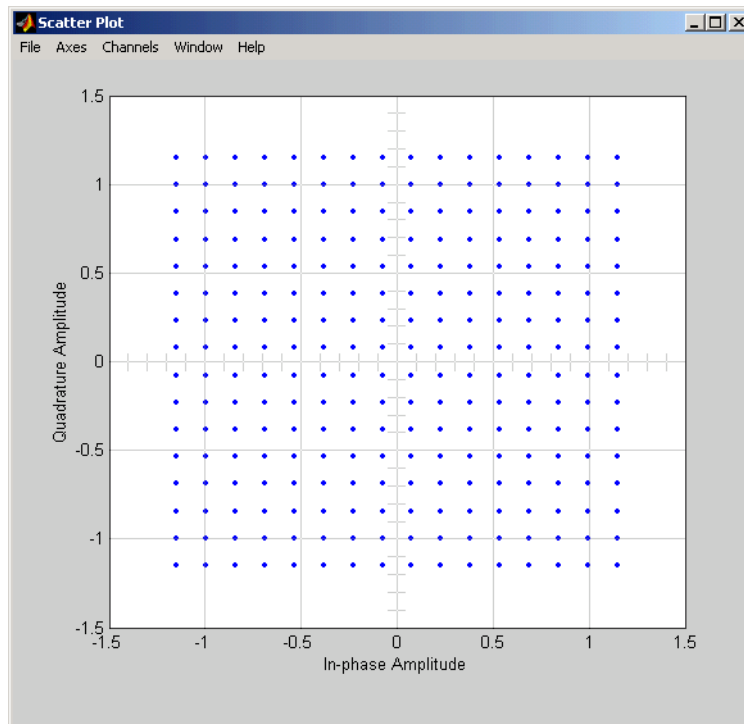 Scatter Plot
File Axes Channels Window Help
1.5
1
0.5
0
-0.5
-1
-1.5
Quadrature Amplitude
-1.5 -1 -0.5 0 0.5 1 1.5
In-phase Amplitude